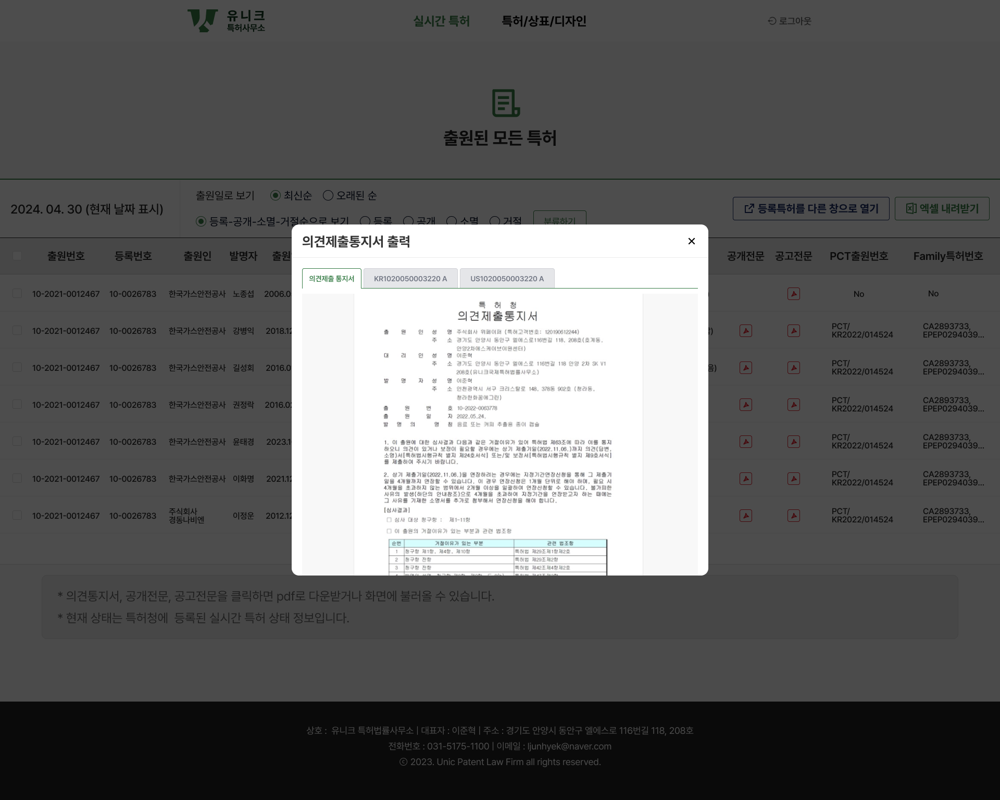 유니크
특허사무소
실시간 특허
특허/상표/디자인
로그아웃
출원된 모든 특허
2024. 04. 30 (현재 날짜 표시)
출원일로 보기 최신순 오래된 순
등록-공개-소멸-거절순으로 보기 등록 공개 소멸 거절 분류하기
등록특허를 다른 창으로 열기
엑셀 내려받기
출원번호 등록번호 출원인 발명자 공개전문 공고전문 PCT출원번호 Family특허번호
10-2021-0012467 10-0026783 한국가스안전공사 노종섭 No No
10-2021-0012467 10-0026783 한국가스안전공사 강병익 2018.12 PCT/ CA2893733,
KR2022/014524 EPEP0294039...
10-2021-0012467 10-0026783 한국가스안전공사 길성회 PCT/ CA2893733,
KR2022/014524 EPEP0294039...
10-2021-0012467 10-0026783 한국가스안전공사 권정락 PCT/ CA2893733,
KR2022/014524 EPEP0294039...
10-2021-0012467 10-0026783 한국가스안전공사 윤태경 PCT/ CA2893733,
KR2022/014524 EPEP0294039...
10-2021-0012467 10-0026783 한국가스안전공사 이화명 2021.12 PCT/ CA2893733,
KR2022/014524 EPEP0294039...
10-2021-0012467 10-0026783 주식회사
경동나비엔 이정운 2012.12 PCT/ CA2893733,
KR2022/014524 EPEP0294039...
의견제출통지서 출력
의견제출 통지서 KR1020050003220 A US1020050003220 A
특 허 청
의견제출통지서
출 원 인 성 명 주식회사 위페이퍼 (특허고객번호: 120190612244)
주 소 경기도 안양시 동안구 엘에스로116번길 118, 208호(호계동,
안양2차에스케이브이원센터)
대 리 인 성 명 이준혁
주 소 경기도 안양시 동안구 엘에스로 116번길 118 안양 2차 SK V1
208호(유니크국제특허법률사무소)
발 명 자 성 명 이준혁
주 소 인천광역시 서구 크리스탈로 148, 378동 902호 (청라동,
청라한화꿈에그린)
출 원 번 호 10-2022-0063778
출 원 일 자 2022.05.24.
발 명 의 명 칭 음료 또는 커피 추출용 종이 캡슐
1. 이 출원에 대한 심사결과 다음과 같은 거절이유가 있어 특허법 제63조에 따라 이를 통지
하오니 의견이 있거나 보정이 필요할 경우에는 상기 제출기일(2022.11.06.)까지 의견(답변,
소명)서[특허법시행규칙 별지 제24호서식] 또는/및 보정서[특허법시행규칙 별지 제9호서식]
를 제출하여 주시기 바랍니다.
2. 상기 제출기일(2022.11.06.)을 연장하려는 경우에는 지정기간연장신청을 통해 그 제출기
일을 4개월까지 연장할 수 있습니다. 이 경우 연장신청은 1개월 단위로 해야 하며, 필요 시
4개월을 초과하지 않는 범위에서 2개월 이상을 일괄하여 연장신청할 수 있습니다. 불가피한
사유의 발생(하단의 안내참조)으로 4개월을 초과하여 지정기간을 연장받고자 하는 때에는
그 사유를 기재한 소명서를 추가로 첨부해서 연장신청을 해야 합니다.
[심사결과]
□ 심사 대상 청구항 : 제1-11항
□ 이 출원의 거절이유가 있는 부분과 관련 법조항
순번 거절이유가 있는 부분 관련 법조항
1 청구항 제1항, 제4항, 제10항 특허법 제29조제1항제2호
2 청구항 전항 특허법 제29조제2항
3 청구항 전항 특허법 제42조제4항제2호
* 의견통지서, 공개전문, 공고전문을 클릭하면 pdf로 다운받거나 화면에 불러올 수 있습니다.
* 현재 상태는 특허청에 등록된 실시간 특허 상태 정보입니다.
상호 : 유니크 특허법률사무소 | 대표자 : 이준혁 | 주소 : 경기도 안양시 동안구 엘에스로 116번길 118, 208호
전화번호 : 031-5175-1100 | 이메일 : ljunhyek@naver.com
ⓒ 2023. Unic Patent Law Firm all rights reserved.